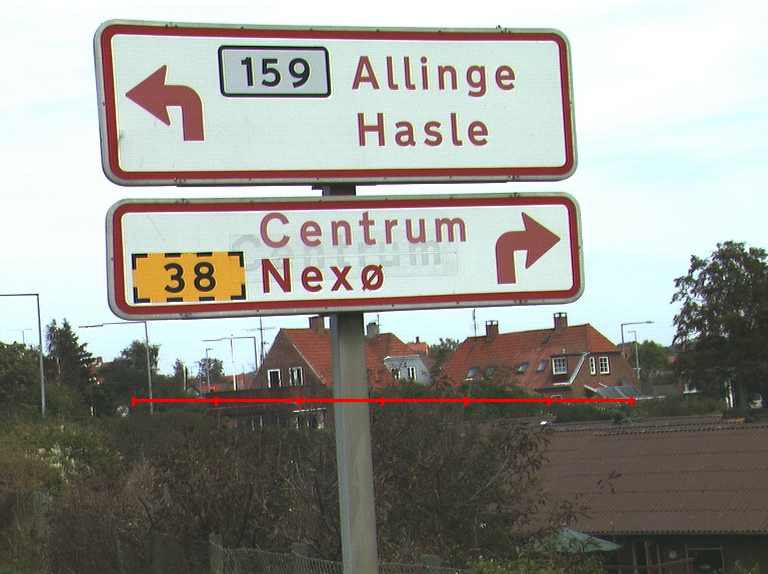 159 Allinge
Hasle
Centrum
38 Nexø